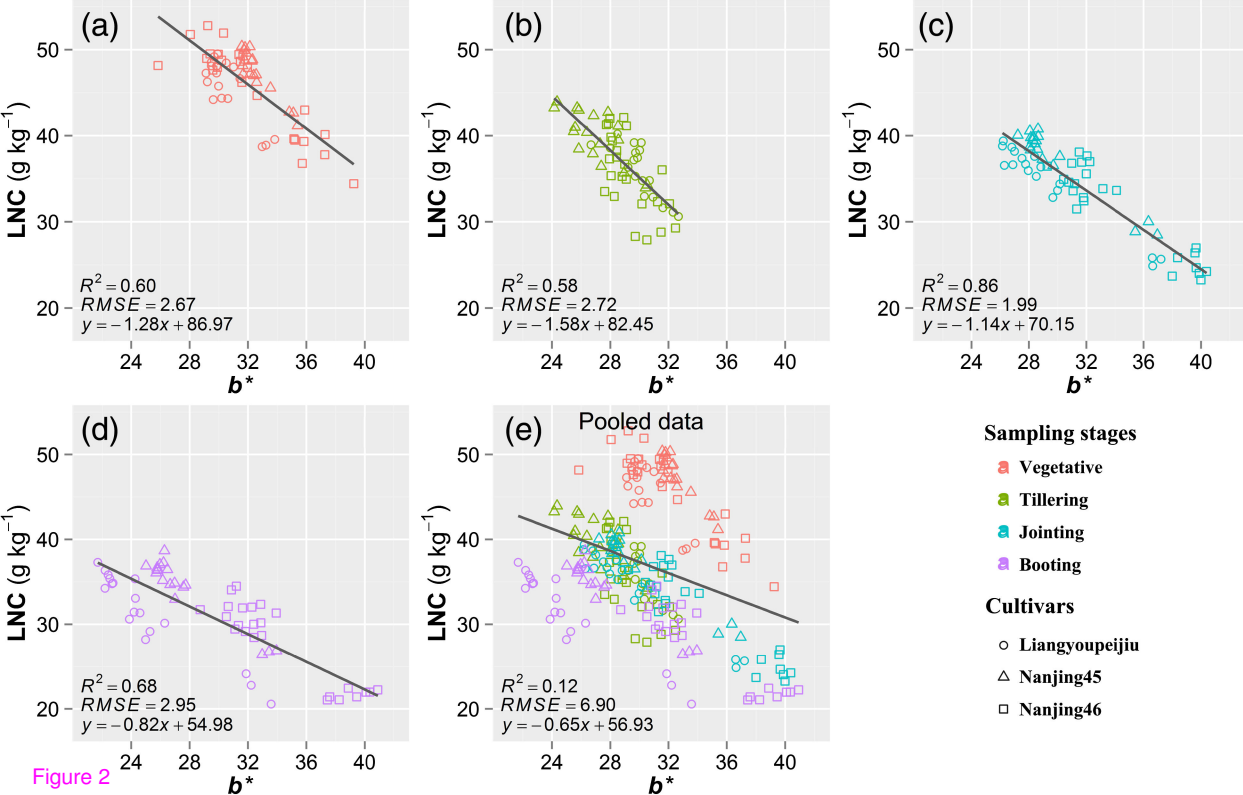 (a)
50
40
30
20
LNC (g kg⁻¹)
R² = 0.60
RMSE = 2.67
y = −1.28x + 86.97
24 28 32 36 40
b*
(b)
50
40
30
20
LNC (g kg⁻¹)
R² = 0.58
RMSE = 2.72
y = −1.58x + 82.45
24 28 32 36 40
b*
(c)
50
40
30
20
LNC (g kg⁻¹)
R² = 0.86
RMSE = 1.99
y = −1.14x + 70.15
24 28 32 36 40
b*
(d)
50
40
30
20
LNC (g kg⁻¹)
R² = 0.68
RMSE = 2.95
y = −0.82x + 54.98
24 28 32 36 40
b*
(e)
Pooled data
50
40
30
20
LNC (g kg⁻¹)
R² = 0.12
RMSE = 6.90
y = −0.65x + 56.93
24 28 32 36 40
b*
Sampling stages
a Vegetative
a Tillering
a Jointing
a Booting
Cultivars
Liangyoupeijiu
Nanjing45
Nanjing46
Figure 2